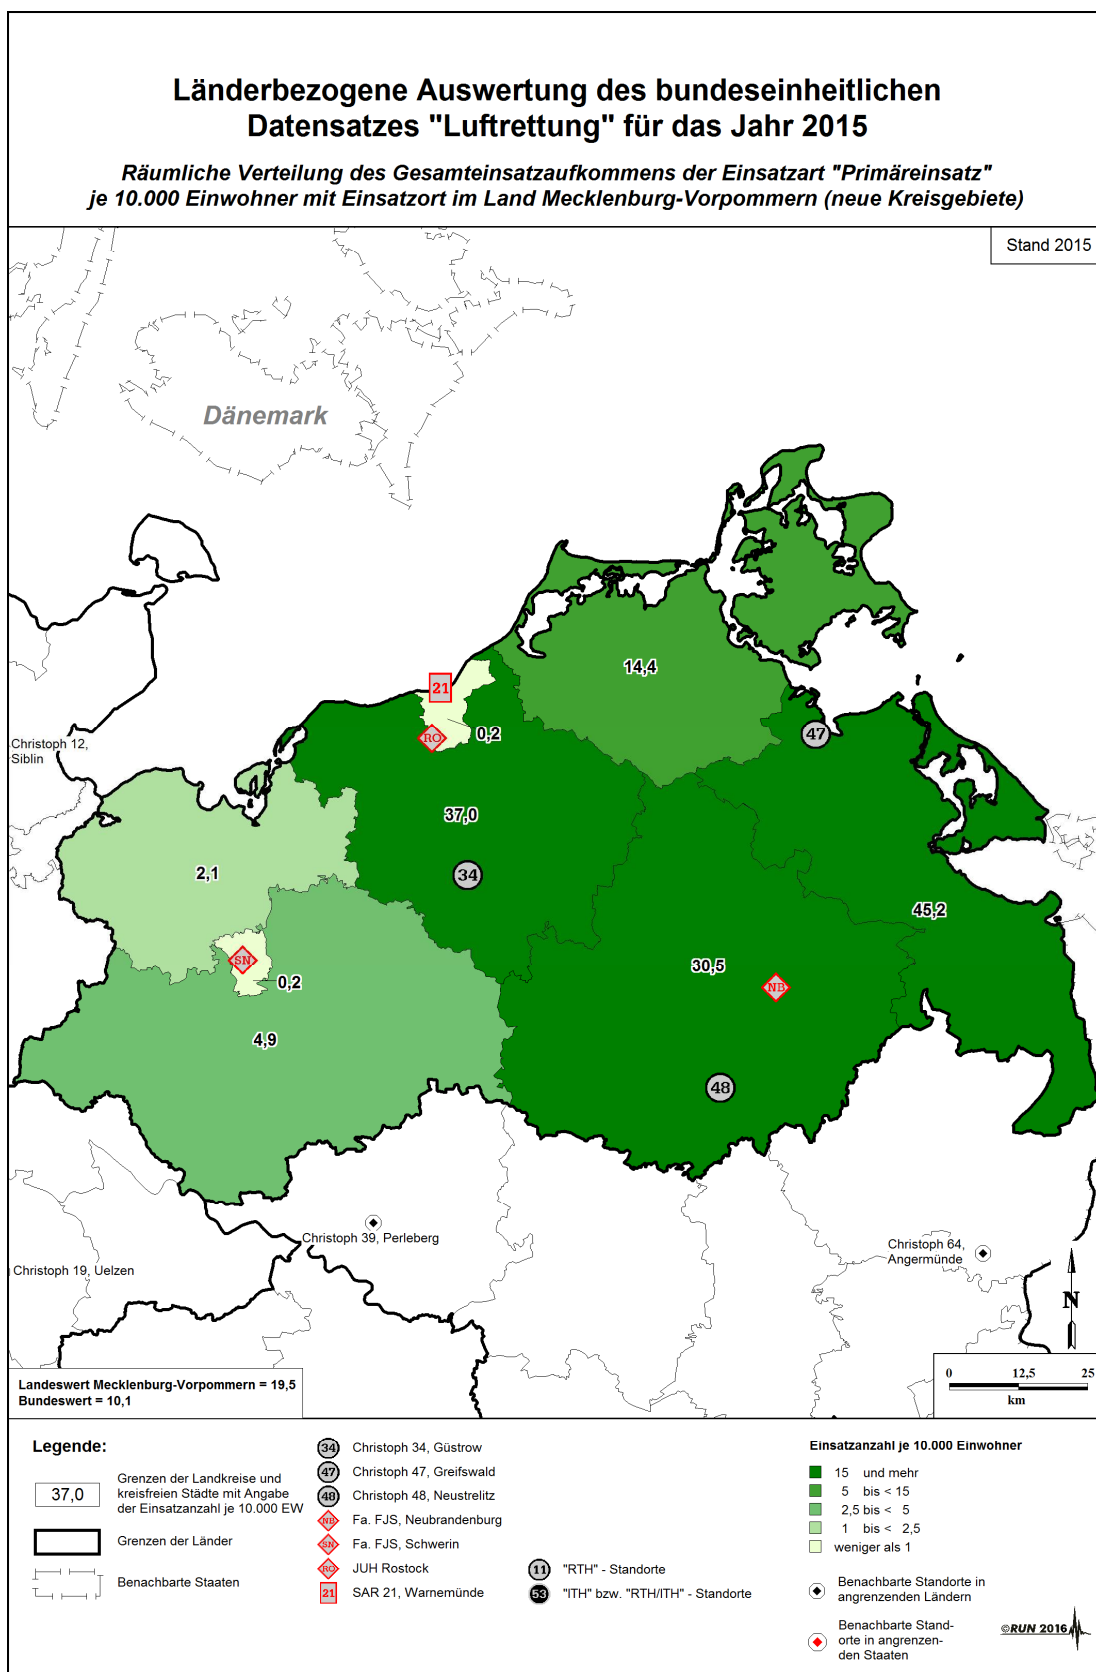 Länderbezogene Auswertung des bundeseinheitlichen
Datensatzes "Luftrettung" für das Jahr 2015
Räumliche Verteilung des Gesamteinsatzaufkommens der Einsatzart "Primäreinsatz"
je 10.000 Einwohner mit Einsatzort im Land Mecklenburg-Vorpommern (neue Kreisgebiete)
Stand 2015
Dänemark
14,4
21
0,2
47
RO
Christoph 12,
Siblin
37,0
2,1
34
45,2
SN
30,5
0,2
NB
4,9
48
Christoph 39, Perleberg
Christoph 64,
Angermünde
Christoph 19, Uelzen
N
Landeswert Mecklenburg-Vorpommern = 19,5
Bundeswert = 10,1
0 12,5 25
km
Legende:
37,0
Grenzen der Landkreise und
kreisfreien Städte mit Angabe
der Einsatzanzahl je 10.000 EW
Grenzen der Länder
Benachbarte Staaten
34 Christoph 34, Güstrow
47 Christoph 47, Greifswald
48 Christoph 48, Neustrelitz
NB Fa. FJS, Neubrandenburg
SN Fa. FJS, Schwerin
RO JUH Rostock
21 SAR 21, Warnemünde
11 "RTH" - Standorte
53 "ITH" bzw. "RTH/ITH" - Standorte
Einsatzanzahl je 10.000 Einwohner
15 und mehr
5 bis < 15
2,5 bis < 5
1 bis < 2,5
weniger als 1
Benachbarte Standorte in
angrenzenden Ländern
Benachbarte Stand-
orte in angrenzen-
den Staaten
©RUN 2016